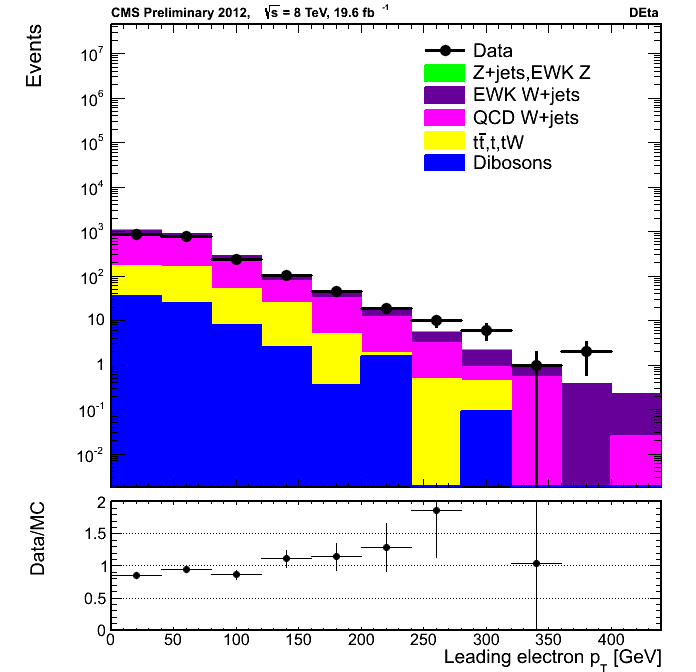 CMS Preliminary 2012, √s = 8 TeV, 19.6 fb⁻¹ DEta
Events
10⁷
10⁶
10⁵
10⁴
10³
10²
10
1
10⁻¹
10⁻²
Data
Z+jets,EWK Z
EWK W+jets
QCD W+jets
tt̅,t,tW
Dibosons
Data/MC
2
1.5
1
0.5
0
0 50 100 150 200 250 300 350 400
Leading electron p_T [GeV]